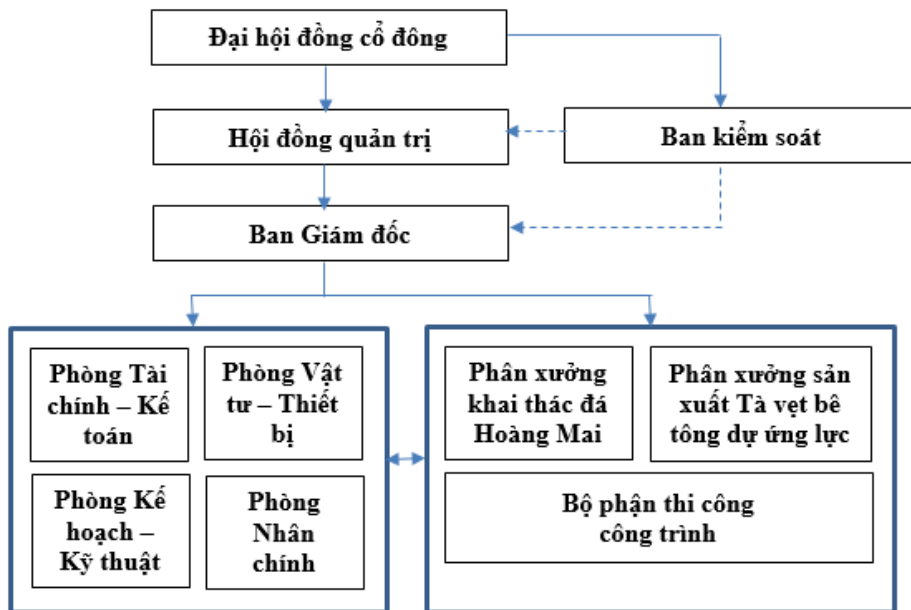 Đại hội đồng cổ đông
Hội đồng quản trị
Ban kiểm soát
Ban Giám đốc
Phòng Tài
chính – Kế
toán
Phòng Vật
tư – Thiết
bị
Phòng Kế
hoạch –
Kỹ thuật
Phòng
Nhân
chính
Phân xưởng
khai thác đá
Hoàng Mai
Phân xưởng sản
xuất Tà vẹt bê
tông dự ứng lực
Bộ phận thi công
công trình